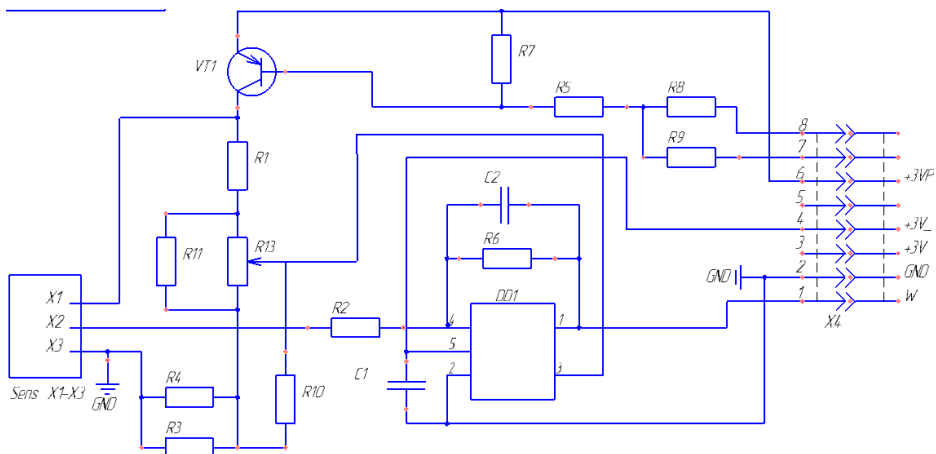 R7
VT1
R5
R8
8
7
R9
6
+3VP
R1
C2
5
4
+3V_
R11
R13
R6
3
+3V
GND
2
GND
X1
DD1
1
W
X2
R2
4
1
X4
X3
5
C1
2
3
R4
R10
Sens X1-X3
GND
R3